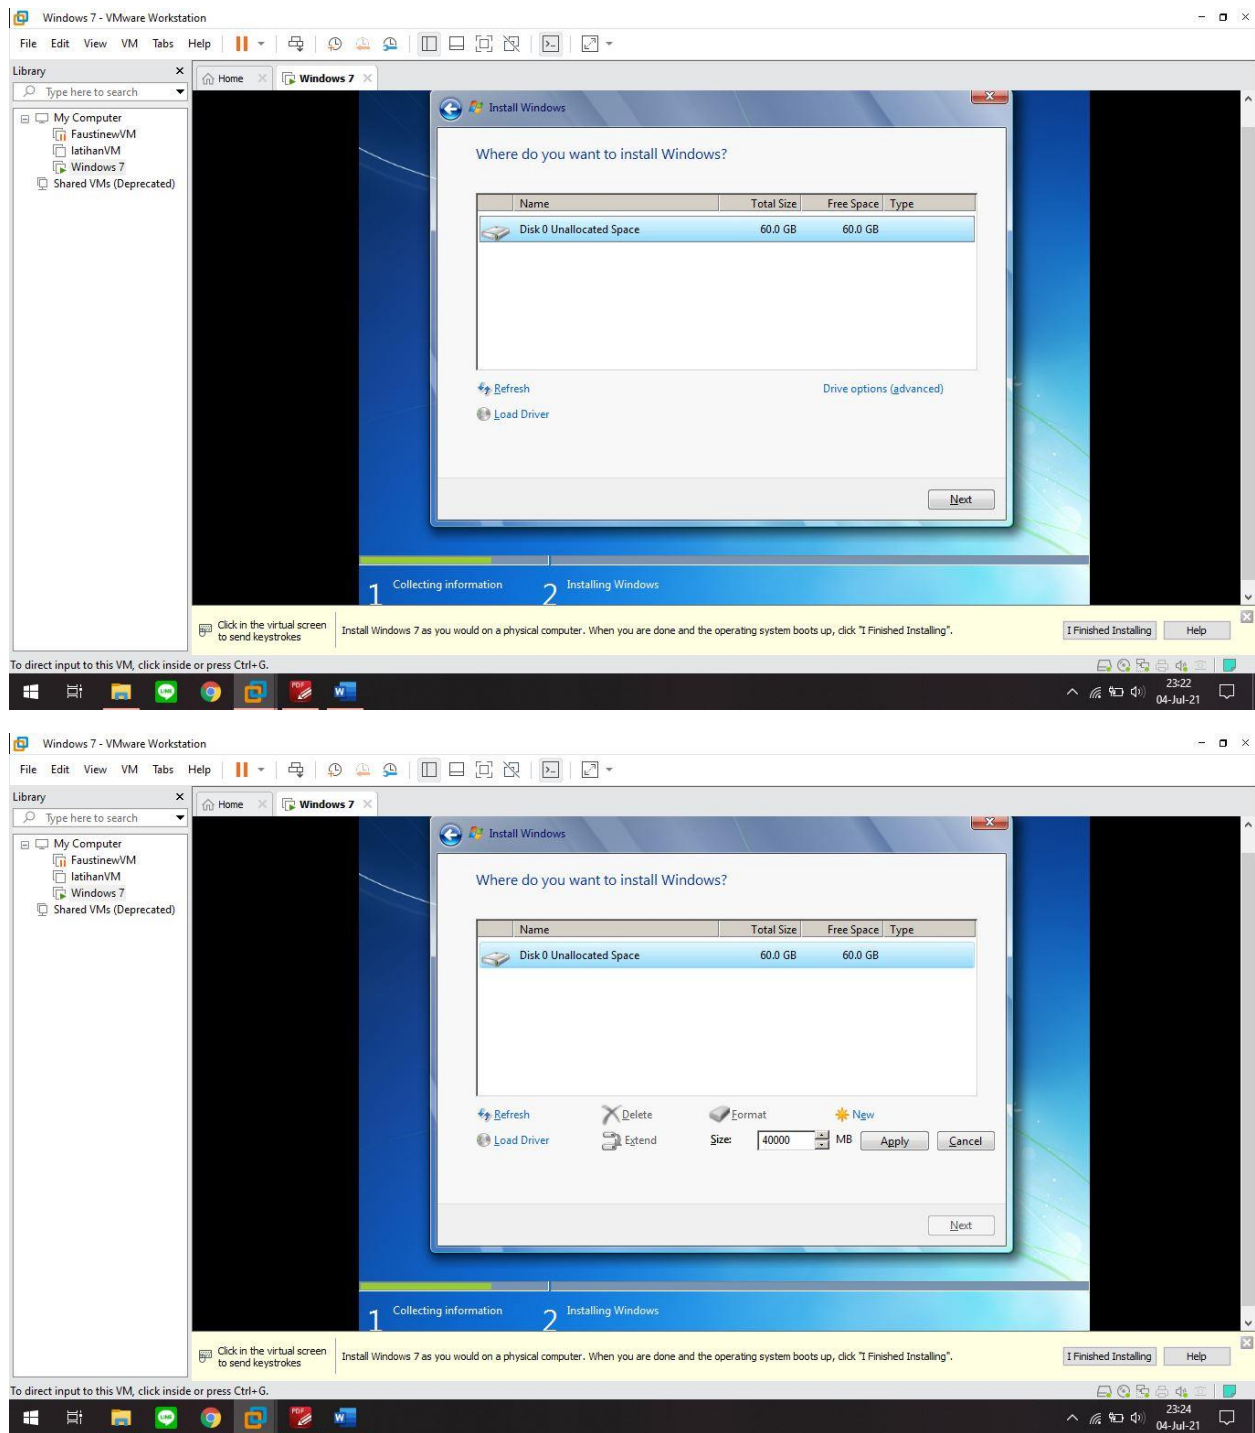 Windows 7 - VMware Workstation
File Edit View VM Tabs Help
Library
Home
Windows 7
Type here to search
My Computer
FaustinewVM
latihanVM
Windows 7
Shared VMs (Deprecated)
Install Windows
Where do you want to install Windows?
Name Total Size Free Space Type
Disk 0 Unallocated Space 60.0 GB 60.0 GB
Refresh Drive options (advanced)
Load Driver
Next
1 Collecting information 2 Installing Windows
Click in the virtual screen
to send keystrokes
Install Windows 7 as you would on a physical computer. When you are done and the operating system boots up, click "I Finished Installing".
I Finished Installing Help
To direct input to this VM, click inside or press Ctrl+G.
23:22
04-Jul-21
Windows 7 - VMware Workstation
File Edit View VM Tabs Help
Library
Home
Windows 7
Type here to search
My Computer
FaustinewVM
latihanVM
Windows 7
Shared VMs (Deprecated)
Install Windows
Where do you want to install Windows?
Name Total Size Free Space Type
Disk 0 Unallocated Space 60.0 GB 60.0 GB
Refresh Delete Format New
Load Driver Extend Size: 40000 MB Apply Cancel
Next
1 Collecting information 2 Installing Windows
Click in the virtual screen
to send keystrokes
Install Windows 7 as you would on a physical computer. When you are done and the operating system boots up, click "I Finished Installing".
I Finished Installing Help
To direct input to this VM, click inside or press Ctrl+G.
23:24
04-Jul-21